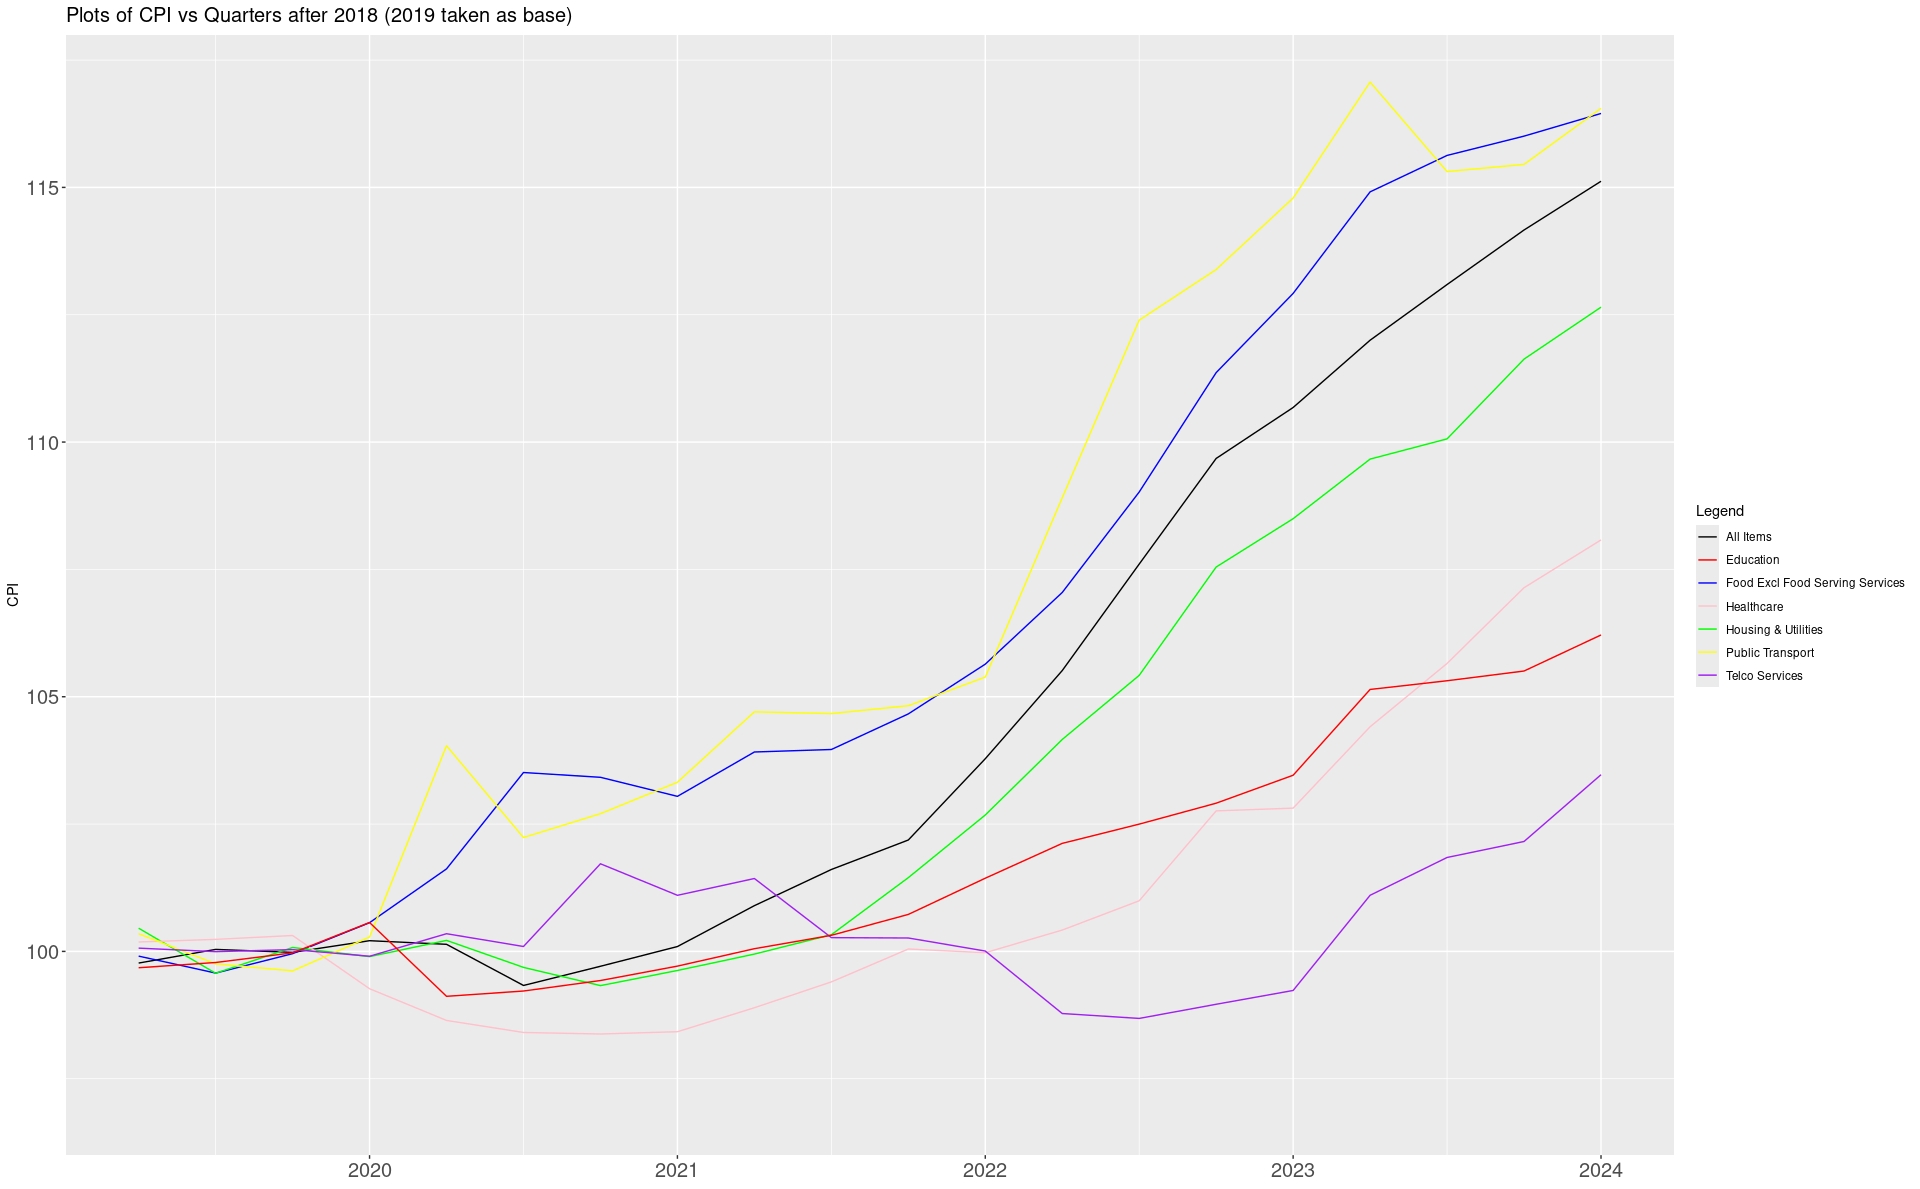 Plots of CPI vs Quarters after 2018 (2019 taken as base)
115
110
105
100
CPI
2020 2021 2022 2023 2024
Legend
All Items
Education
Food Excl Food Serving Services
Healthcare
Housing & Utilities
Public Transport
Telco Services